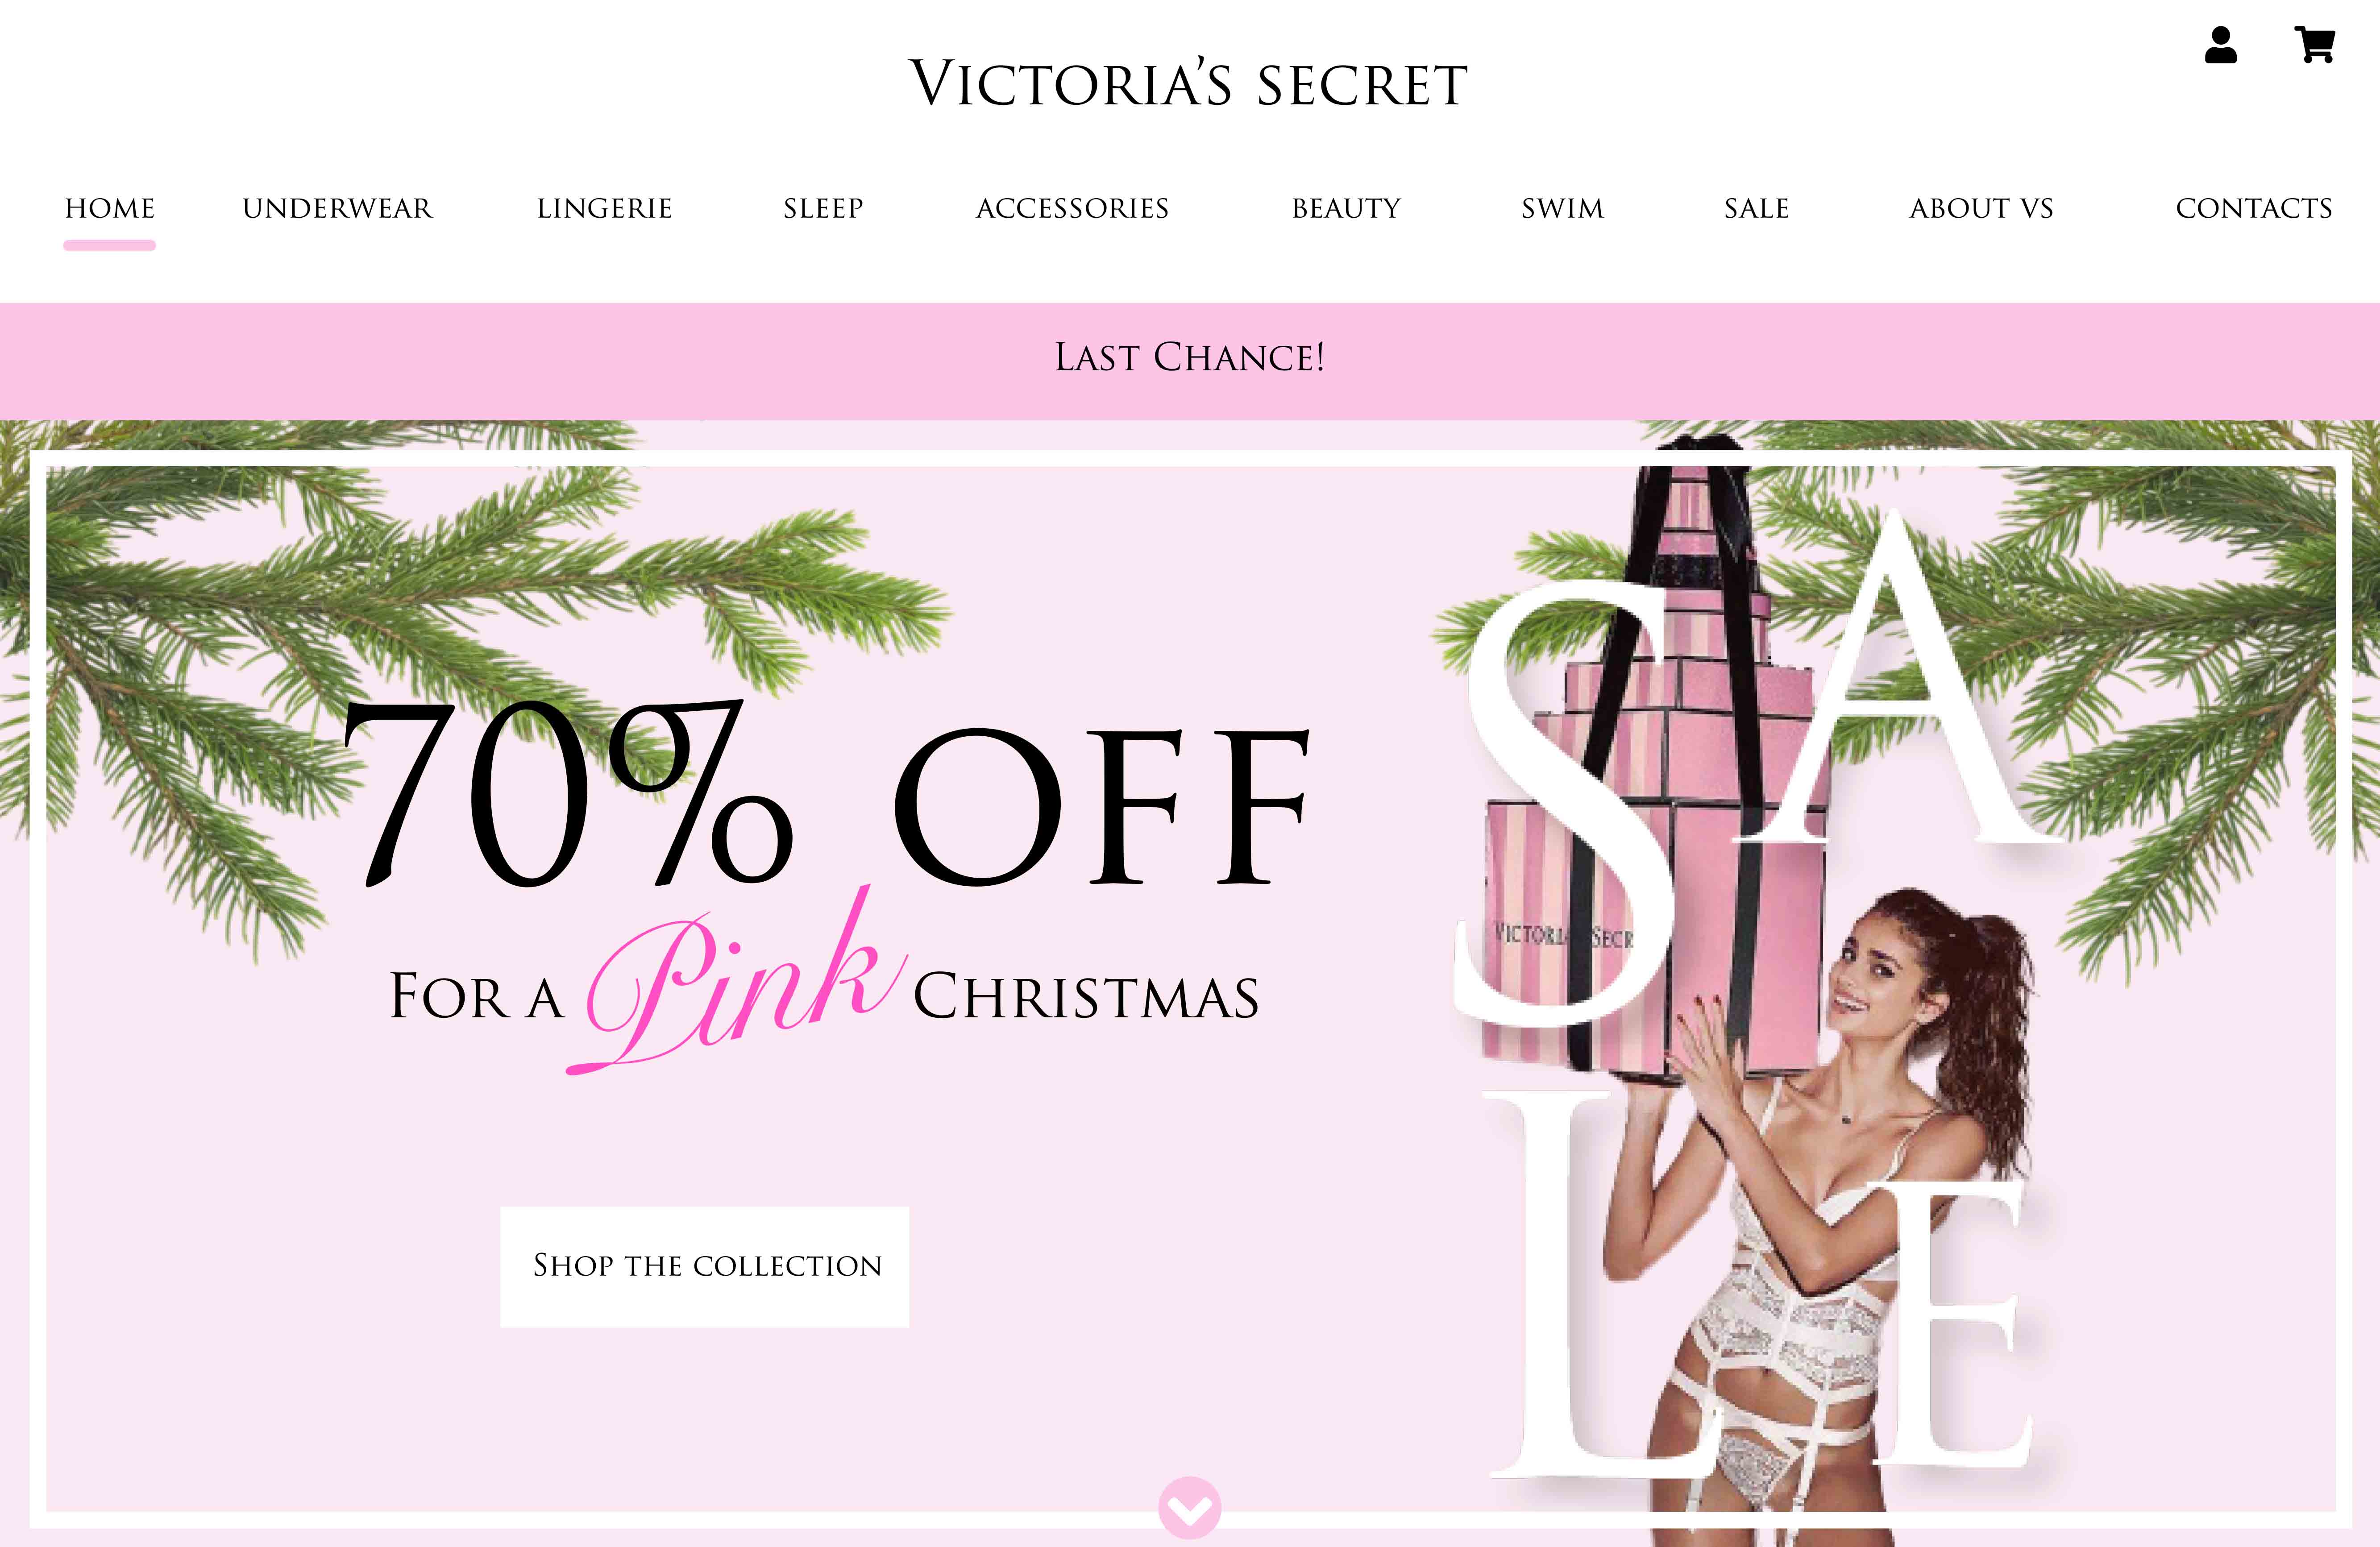 VICTORIA'S SECRET
HOME UNDERWEAR LINGERIE SLEEP ACCESSORIES BEAUTY SWIM SALE ABOUT VS CONTACTS
LAST CHANCE!
70% OFF
FOR A Pink CHRISTMAS
SHOP THE COLLECTION
SALE
VICTORIA SECR